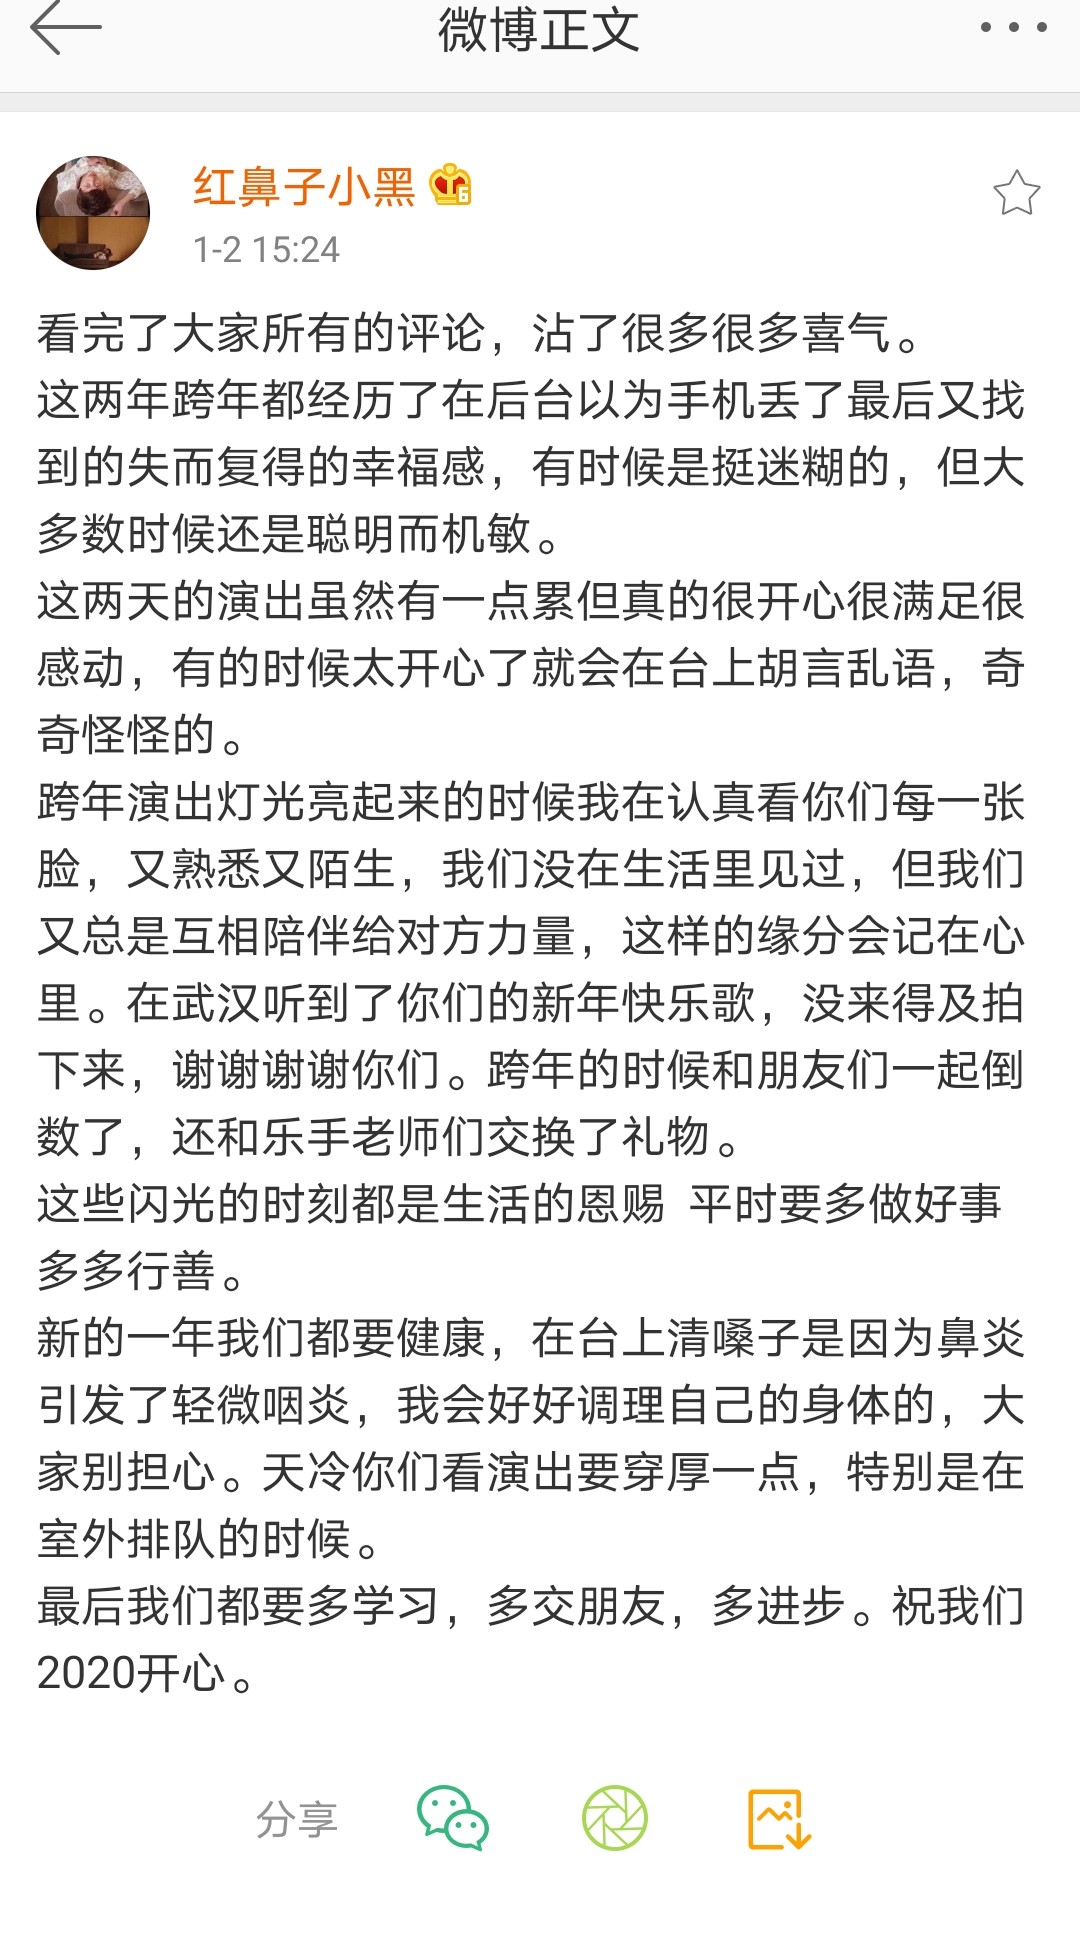 微博正文
红鼻子小黑
6
1-2 15:24
看完了大家所有的评论，沾了很多很多喜气。
这两年跨年都经历了在后台以为手机丢了最后又找
到的失而复得的幸福感，有时候是挺迷糊的，但大
多数时候还是聪明而机敏。
这两天的演出虽然有一点累但真的很开心很满足很
感动，有的时候太开心了就会在台上胡言乱语，奇
奇怪怪的。
跨年演出灯光亮起来的时候我在认真看你们每一张
脸，又熟悉又陌生，我们没在生活里见过，但我们
又总是互相陪伴给对方力量，这样的缘分会记在心
里。在武汉听到了你们的新年快乐歌，没来得及拍
下来，谢谢谢谢你们。跨年的时候和朋友们一起倒
数了，还和乐手老师们交换了礼物。
这些闪光的时刻都是生活的恩赐 平时要多做好事
多多行善。
新的一年我们都要健康，在台上清嗓子是因为鼻炎
引发了轻微咽炎，我会好好调理自己的身体的，大
家别担心。天冷你们看演出要穿厚一点，特别是在
室外排队的时候。
最后我们都要多学习，多交朋友，多进步。祝我们
2020开心。
分享